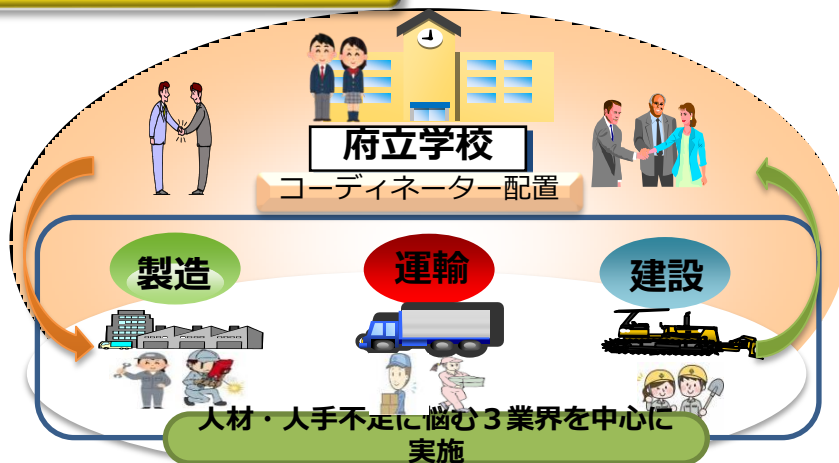 府立学校
コーディネーター配置
製造
運輸
建設
人材・人手不足に悩む３業界を中心に
実施